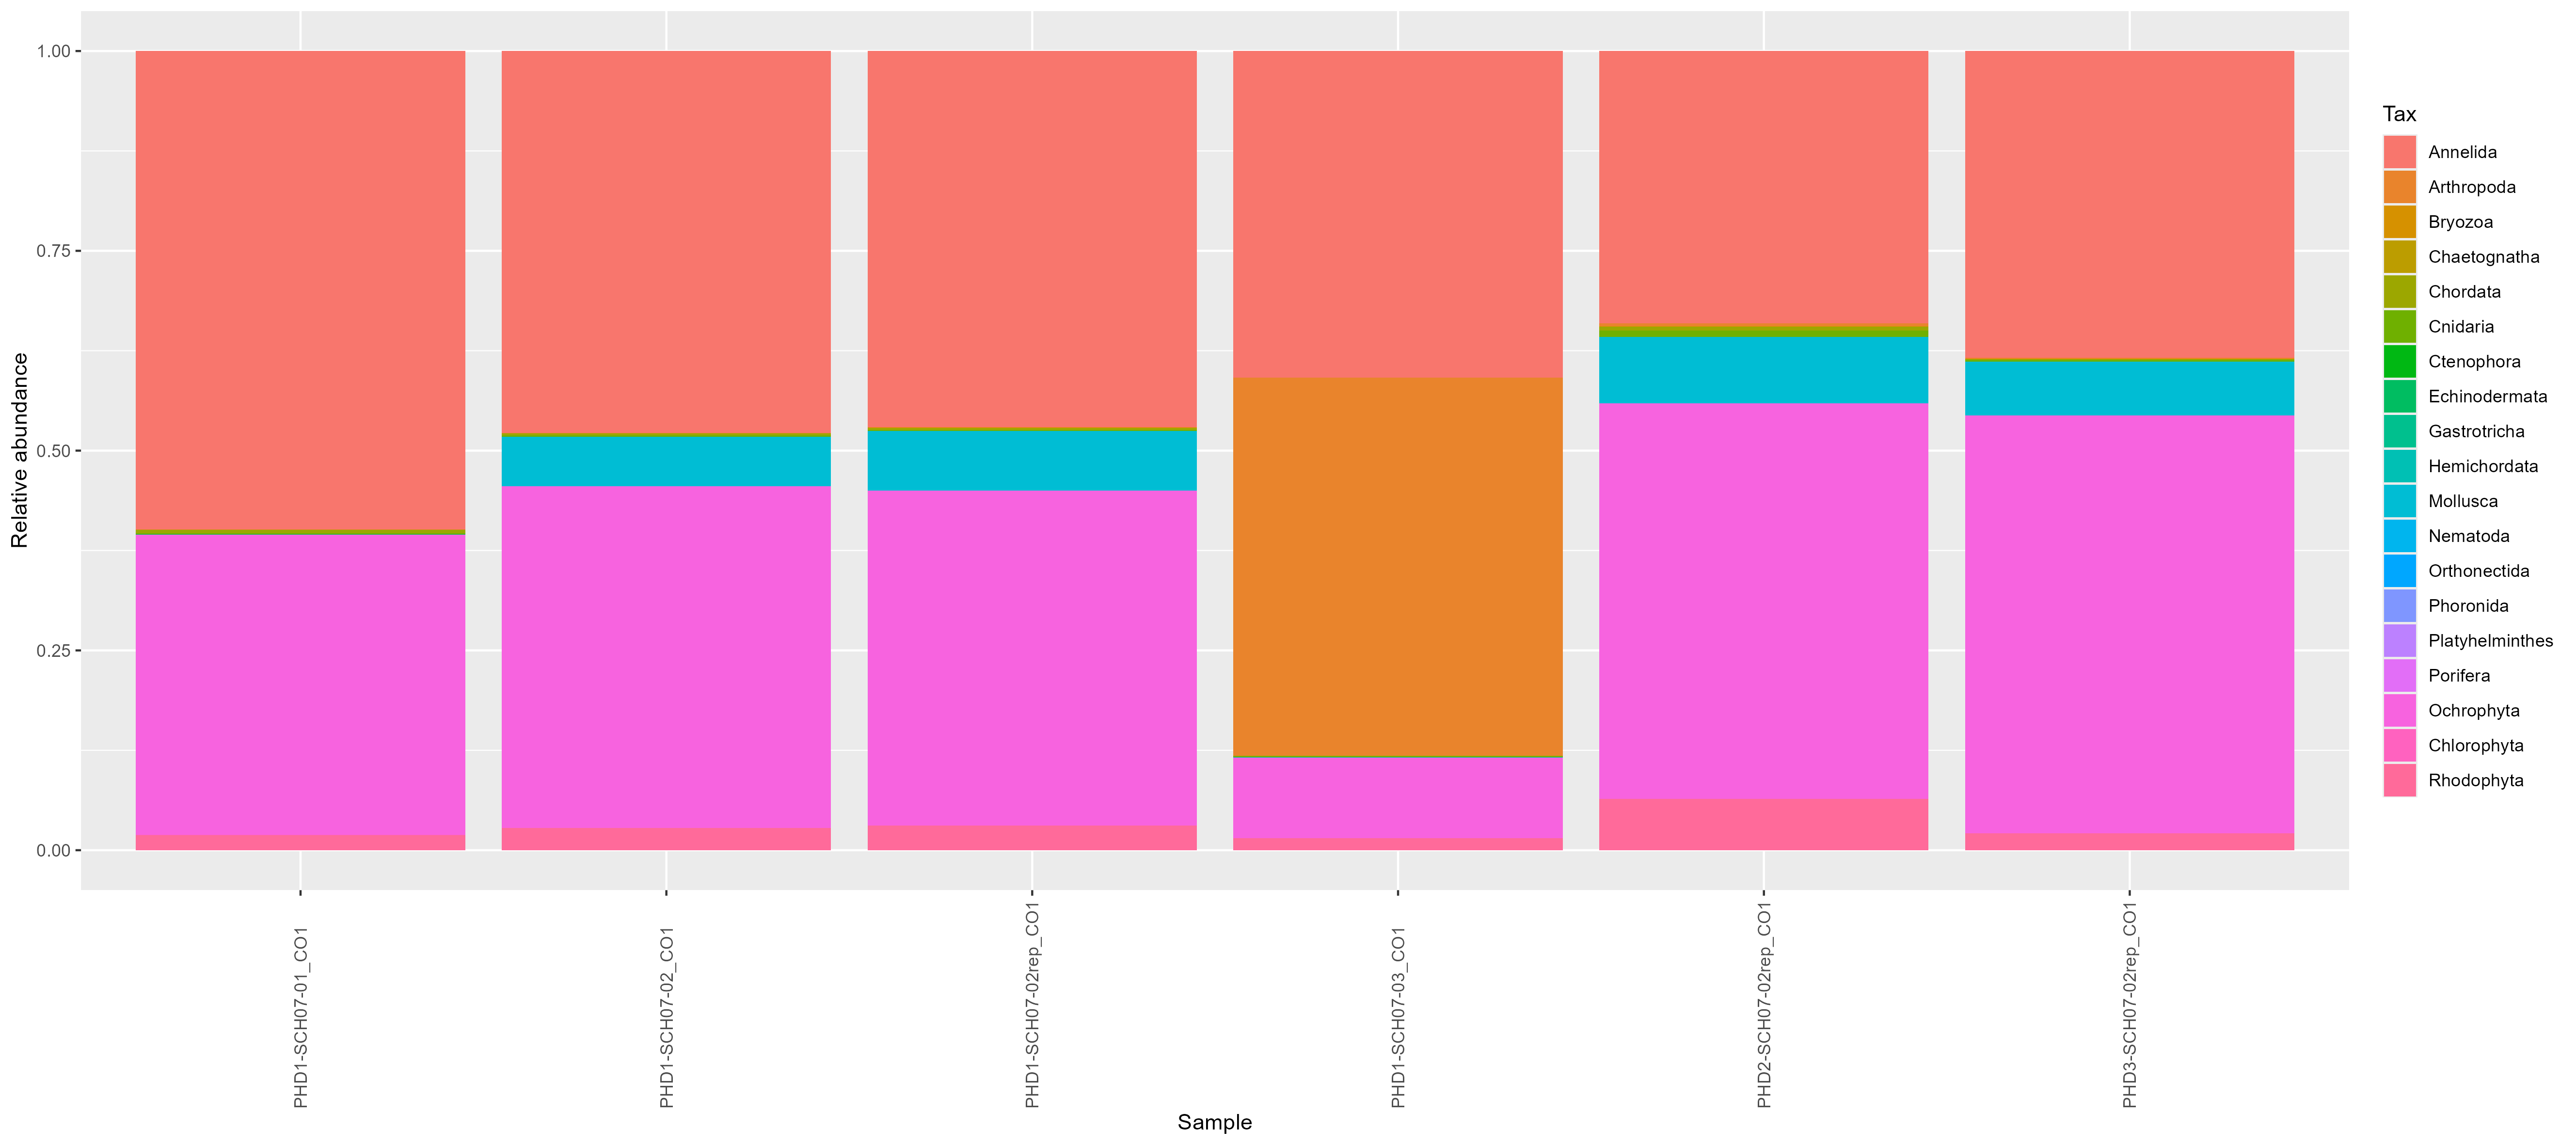 1.00
0.75
0.50
0.25
0.00
Relative abundance
PHD1-SCH07-01_CO1
PHD1-SCH07-02_CO1
PHD1-SCH07-02rep_CO1
PHD1-SCH07-03_CO1
PHD2-SCH07-02rep_CO1
PHD3-SCH07-02rep_CO1
Sample
Tax
Annelida
Arthropoda
Bryozoa
Chaetognatha
Chordata
Cnidaria
Ctenophora
Echinodermata
Gastrotricha
Hemichordata
Mollusca
Nematoda
Orthonectida
Phoronida
Platyhelminthes
Porifera
Ochrophyta
Chlorophyta
Rhodophyta